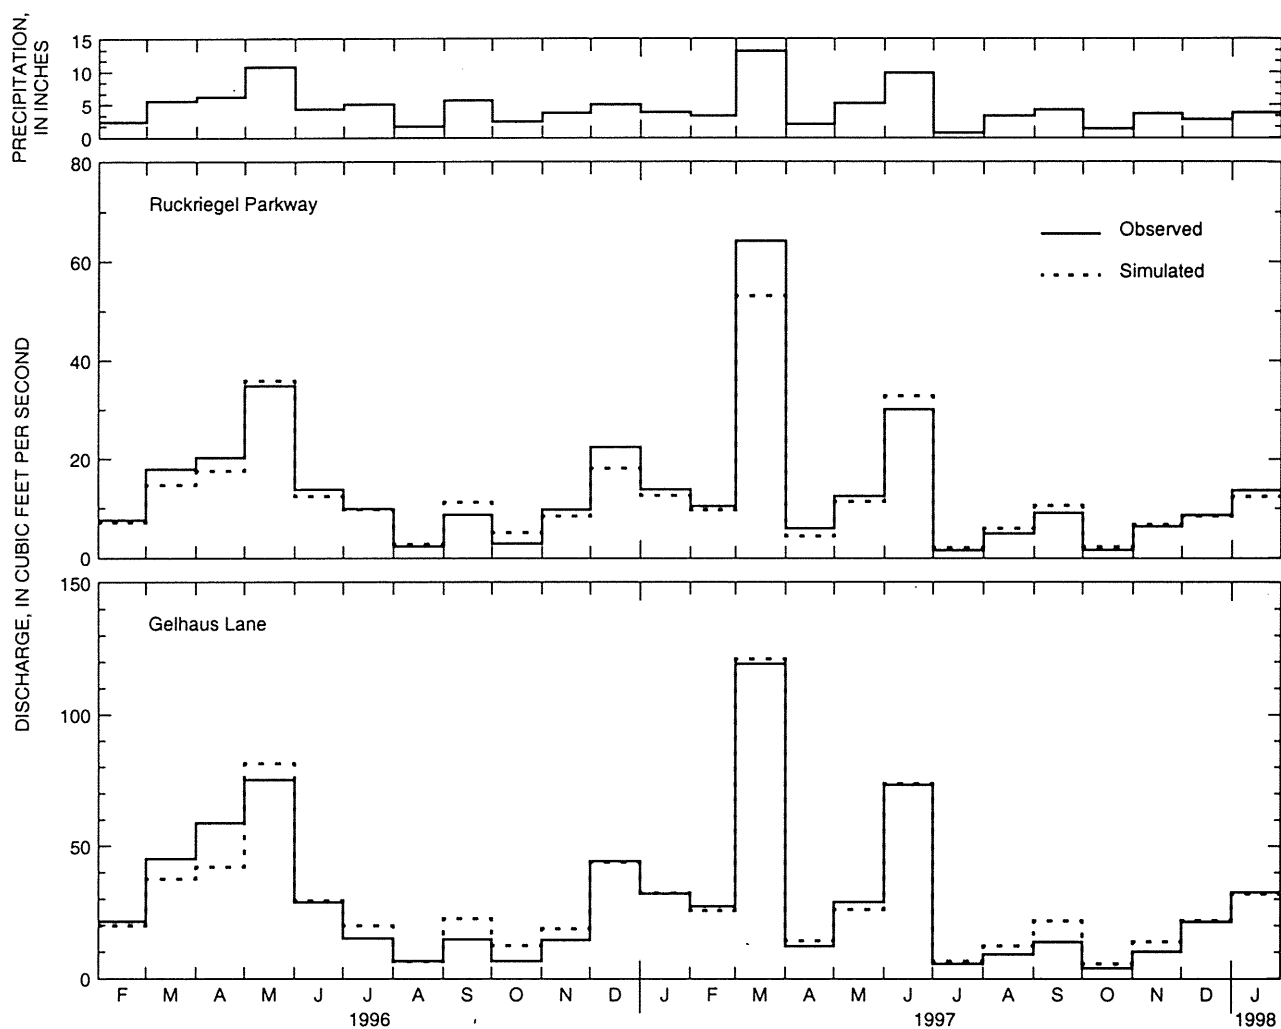 PRECIPITATION,
IN INCHES
15
10
5
0
DISCHARGE, IN CUBIC FEET PER SECOND
80
60
40
20
0
Ruckriegel Parkway
Observed
Simulated
150
100
50
0
Gelhaus Lane
F M A M J J A S O N D J F M A M J J A S O N D J
1996 1997 1998